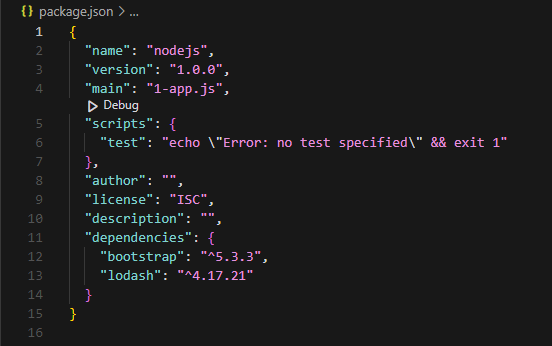 package.json > ...
1 {
2 "name": "nodejs",
3 "version": "1.0.0",
4 "main": "1-app.js",
Debug
5 "scripts": {
6 "test": "echo \"Error: no test specified\" && exit 1"
7 },
8 "author": "",
9 "license": "ISC",
10 "description": "",
11 "dependencies": {
12 "bootstrap": "^5.3.3",
13 "lodash": "^4.17.21"
14 }
15 }
16